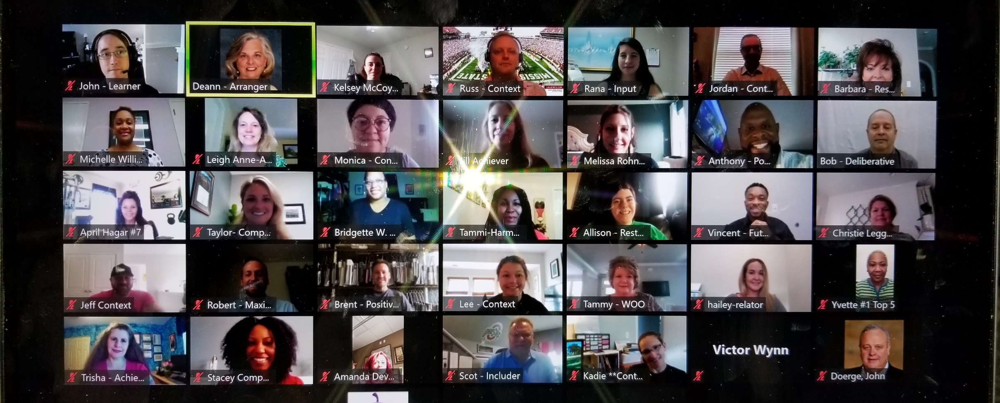 John - Learner
Deann - Arranger
Kelsey McCoy...
Russ - Context
Rana - Input
Jordan - Cont...
Barbara - Res...
STATE
MISSIS
Michelle Willi...
Leigh Anne-A...
Monica - Con...
Achiever
Melissa Rohn...
Anthony - Po...
Bob - Deliberative
April Hagar #7
Taylor- Comp...
Bridgette W. ...
Tammi-Harm...
Allison - Rest...
Vincent - Fut...
Christie Legg...
Jeff Context
Robert - Maxi...
Brent - Positiv...
Lee - Context
Tammy - WOO
hailey-relator
Yvette #1 Top 5
Trisha - Achie...
Stacey Comp...
Amanda Dev...
Scot - Includer
Kadie **Cont...
Victor Wynn
Doerge, John